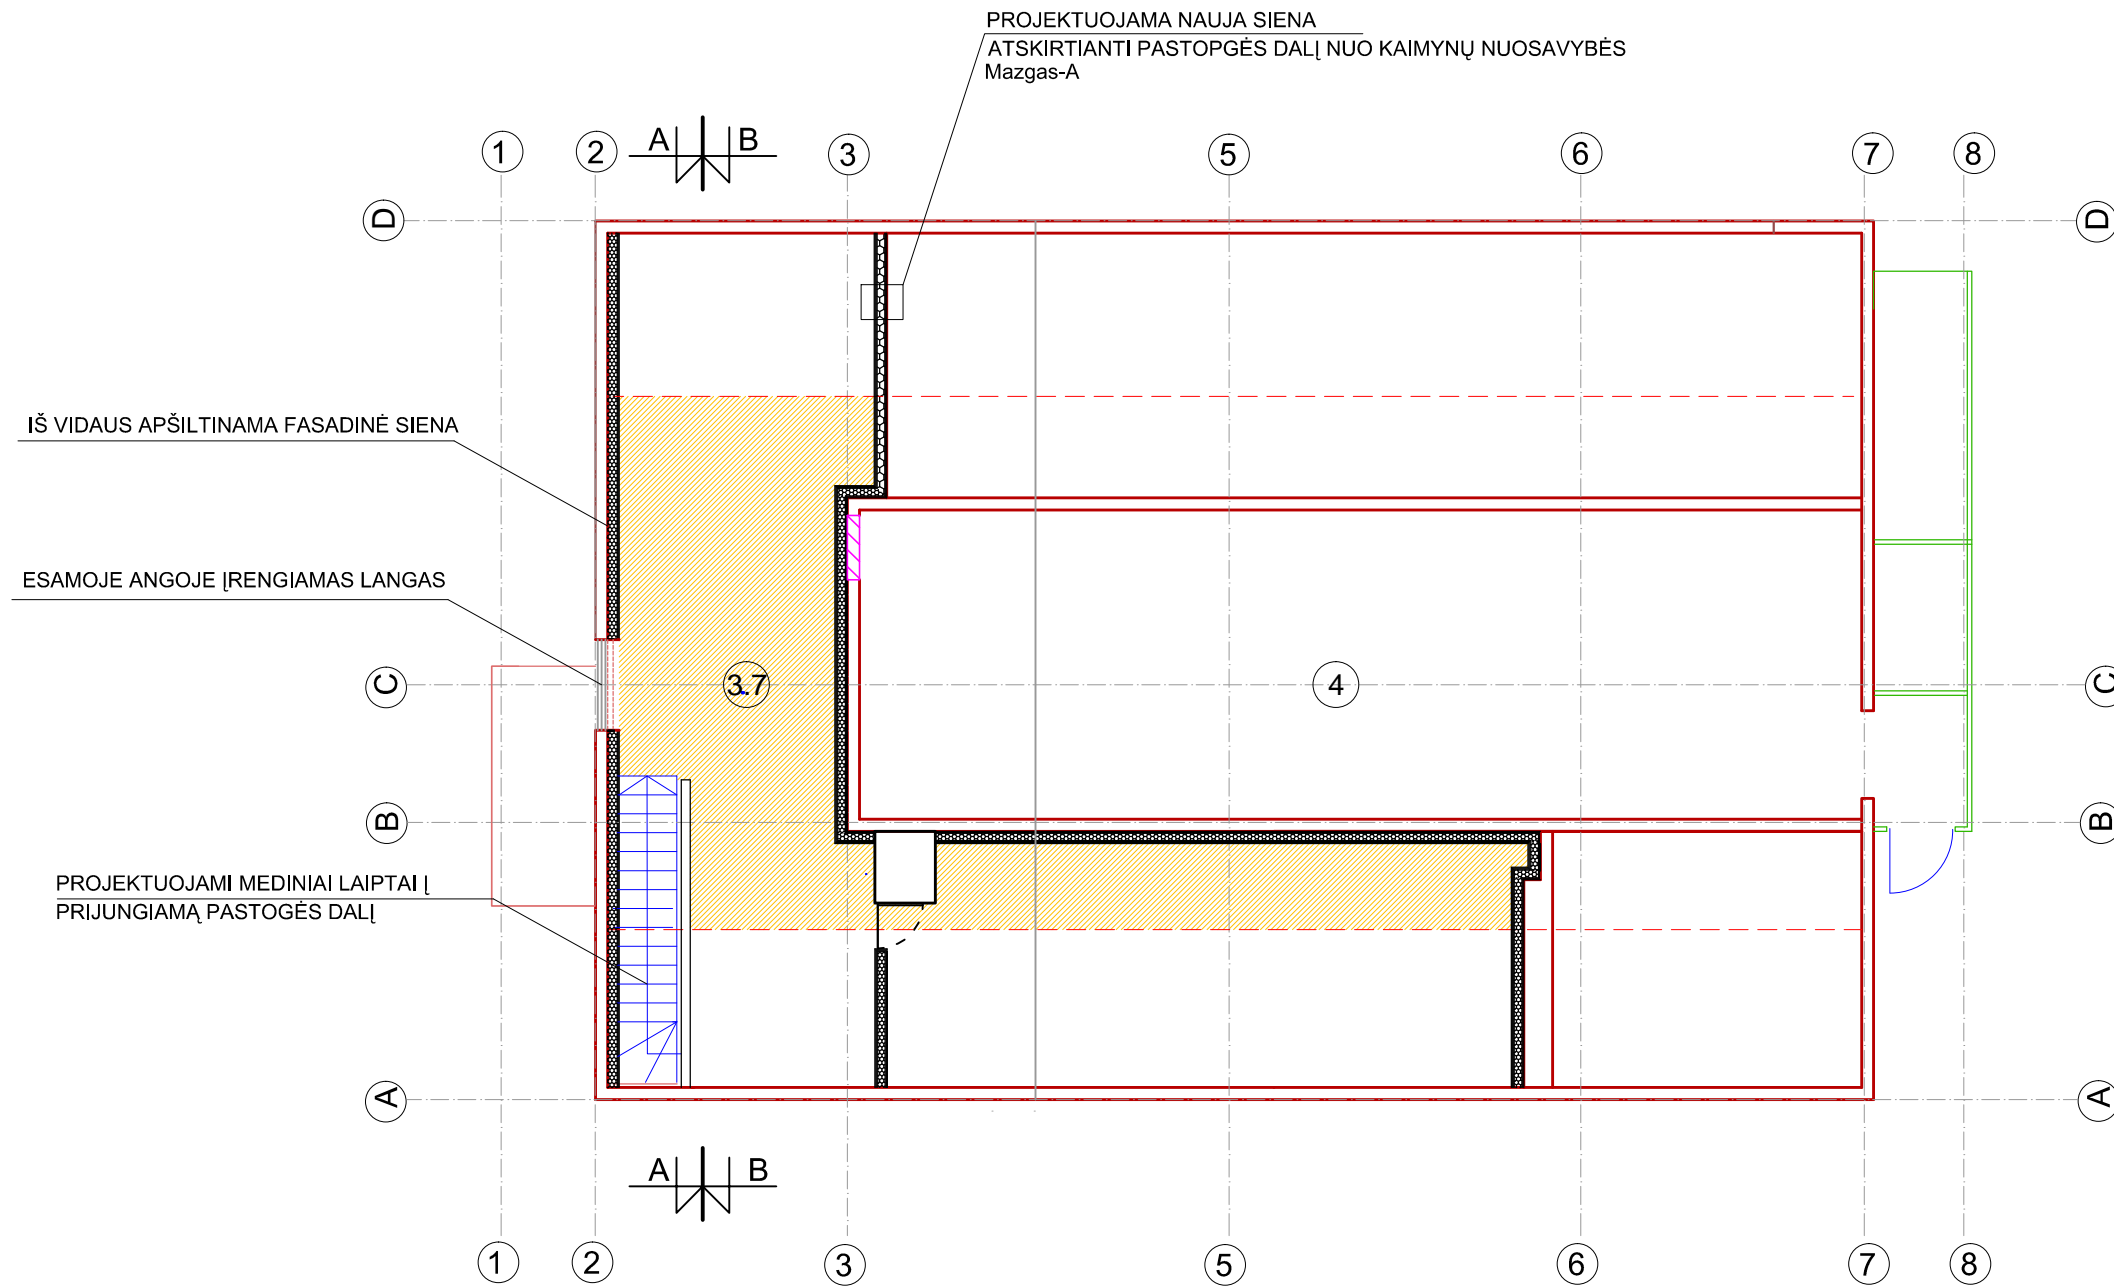 PROJEKTUOJAMA NAUJA SIENA
ATSKIRTIANTI PASTOPGĖS DALĮ NUO KAIMYNŲ NUOSAVYBĖS
Mazgas-A
A B
1 2 3 5 6 7 8
D D
IŠ VIDAUS APŠILTINAMA FASADINĖ SIENA
ESAMOJE ANGOJE ĮRENGIAMAS LANGAS
C 3.7 4 C
B B
PROJEKTUOJAMI MEDINIAI LAIPTAI Į
PRIJUNGIAMĄ PASTOGĖS DALĮ
A A
A B
1 2 3 5 6 7 8